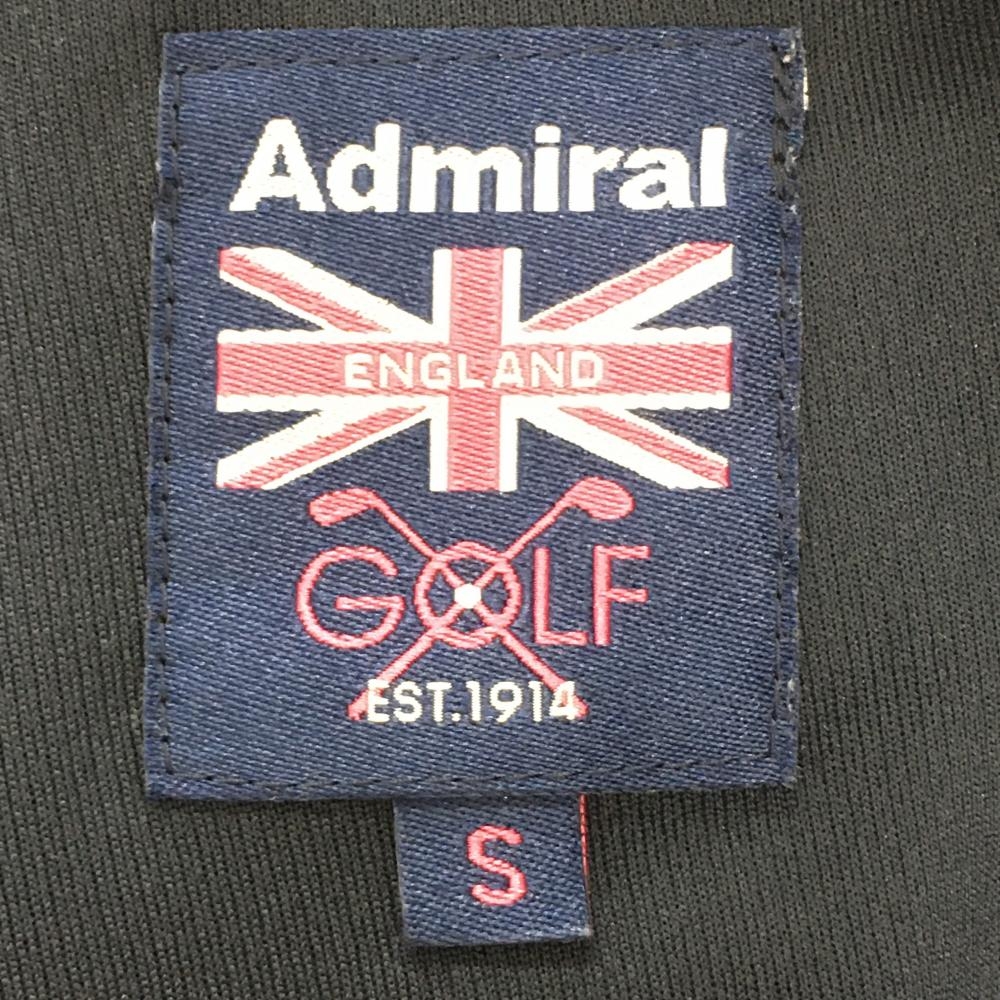 Admiral
ENGLAND
GOLF
EST.1914
S